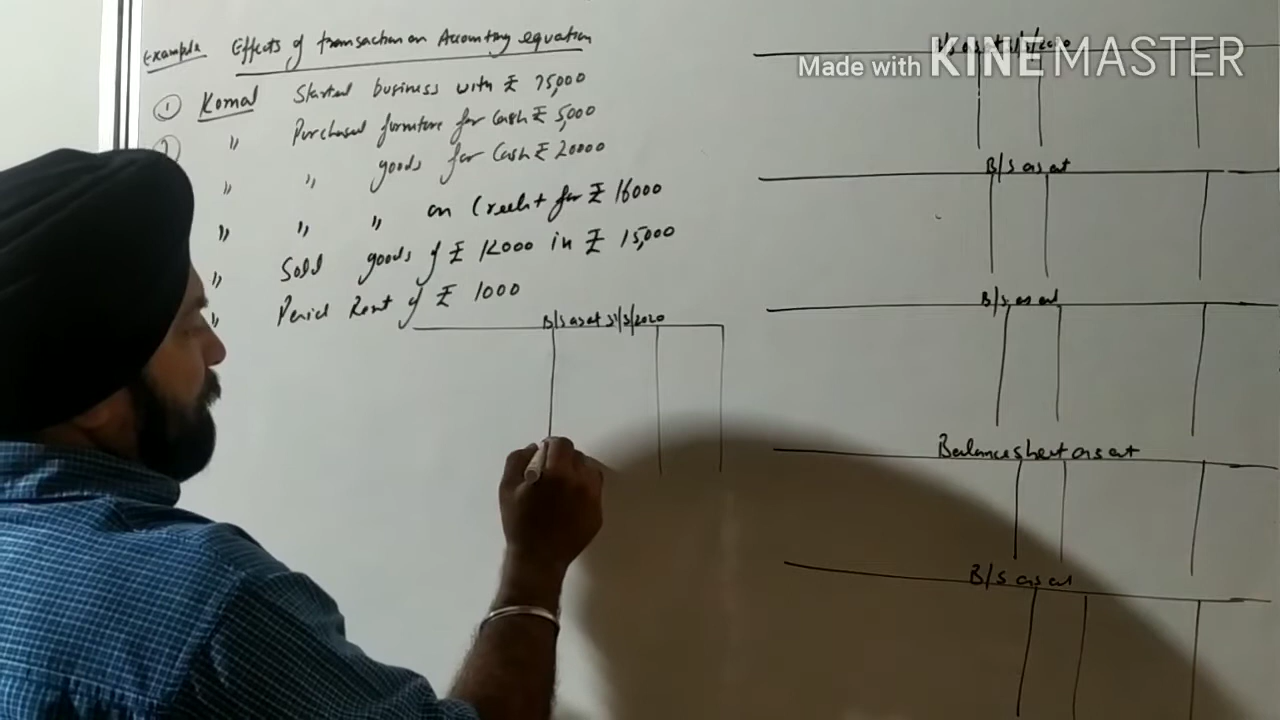 Example Effects of transaction on Accounting equation
① Komal Started business with ₹ 75,000
② " Purchased furniture for Cash ₹ 5,000
" " goods for Cash ₹ 20000
" " " on Credit for ₹ 16000
" Sold goods of ₹ 12000 in ₹ 15,000
" Period Rent of ₹ 1000
B/S as at 31/3/2020
Made with KINEMASTER
B/S as at
B/S as at
Balance sheet as at
B/S as at